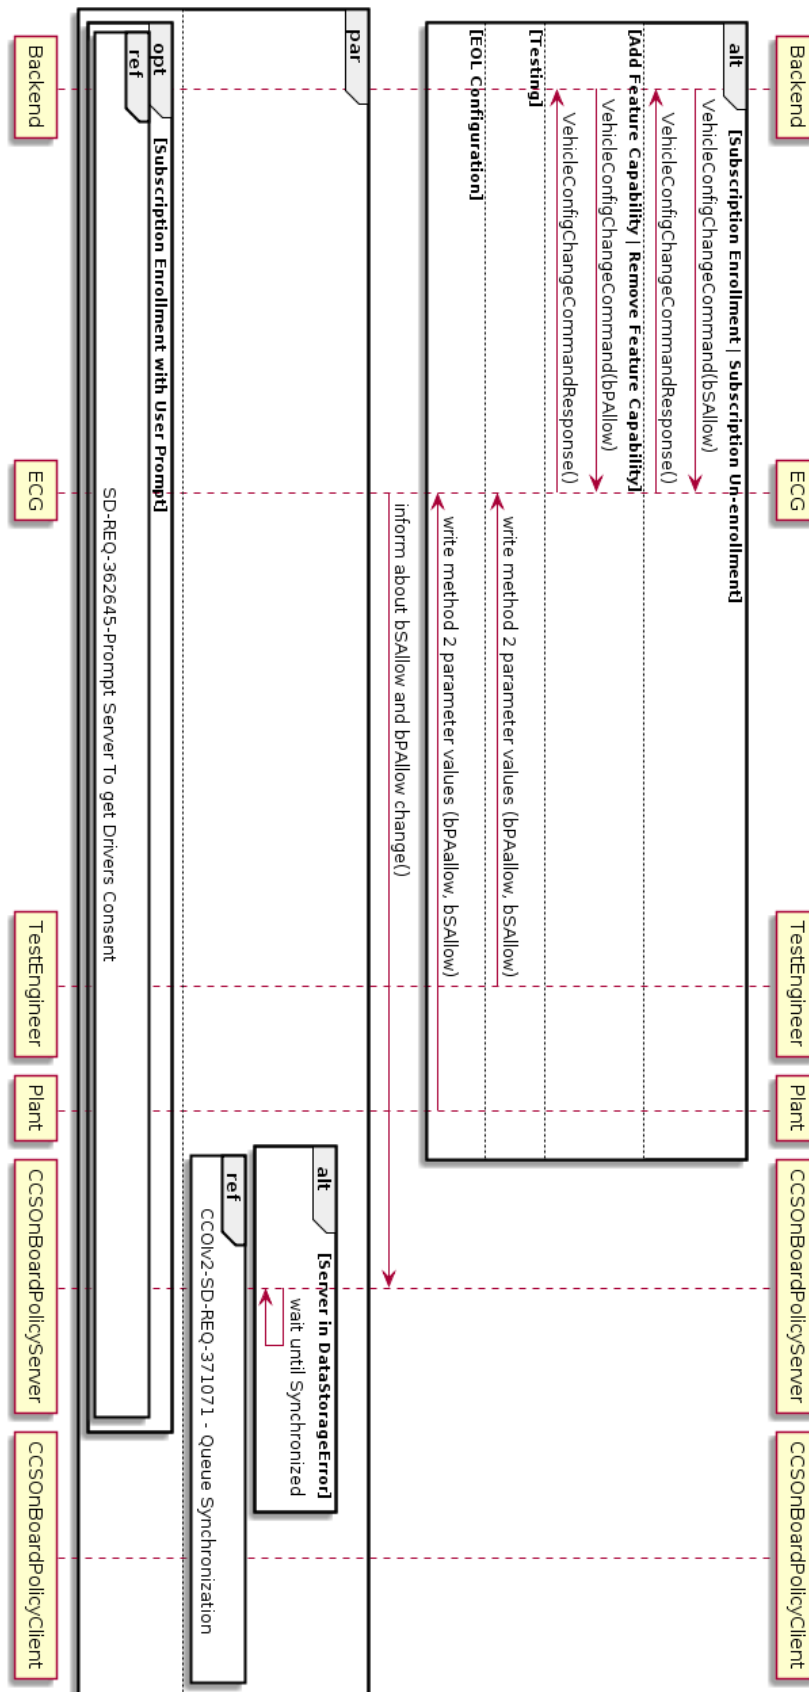 Backend
ECG
TestEngineer
Plant
CCSOnBoardPolicyServer
CCSOnBoardPolicyClient
alt
[Subscription Enrollment | Subscription Un-enrollment]
VehicleConfigChangeCommand(bSAllow)
VehicleConfigChangeCommandResponse()
[Add Feature Capability | Remove Feature Capability]
VehicleConfigChangeCommand(bPAllow)
VehicleConfigChangeCommandResponse()
[Testing]
write method 2 parameter values (bPAallow, bSAllow)
[EOL Configuration]
write method 2 parameter values (bPAallow, bSAllow)
inform about bSAllow and bPAllow change()
par
alt
[Server in DataStorageError]
wait until Synchronized
ref
CCOIv2-SD-REQ-371071 - Queue Synchronization
opt
[Subscription Enrollment with User Prompt]
ref
SD-REQ-362645-Prompt Server To get Drivers Consent
Backend
ECG
TestEngineer
Plant
CCSOnBoardPolicyServer
CCSOnBoardPolicyClient